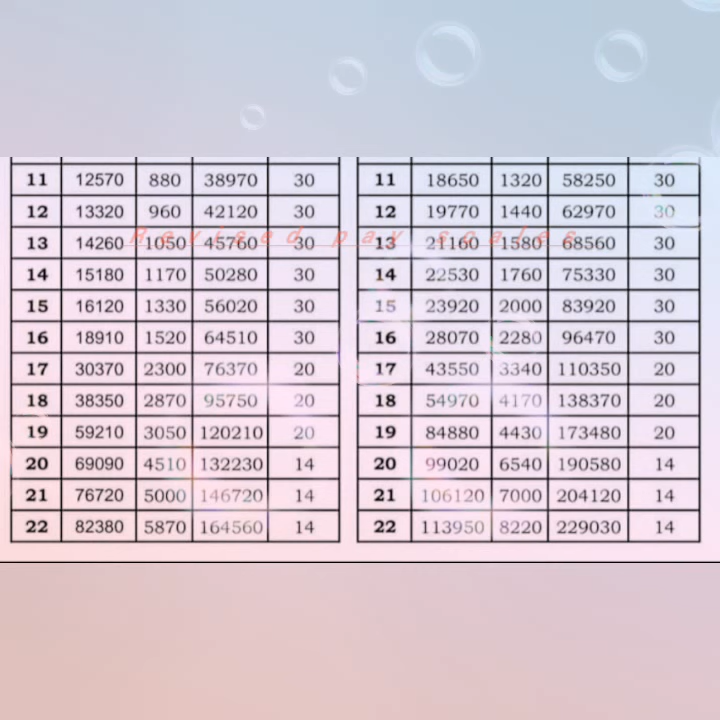 11 12570 880 38970 30 11 18650 1320 58250 30
12 13320 960 42120 30 12 19770 1440 62970 30
Revised pay scales
13 14260 1050 45760 30 13 21160 1580 68560 30
14 15180 1170 50280 30 14 22530 1760 75330 30
15 16120 1330 56020 30 15 23920 2000 83920 30
16 18910 1520 64510 30 16 28070 2280 96470 30
17 30370 2300 76370 20 17 43550 3340 110350 20
18 38350 2870 95750 20 18 54970 4170 138370 20
19 59210 3050 120210 20 19 84880 4430 173480 20
20 69090 4510 132230 14 20 99020 6540 190580 14
21 76720 5000 146720 14 21 106120 7000 204120 14
22 82380 5870 164560 14 22 113950 8220 229030 14